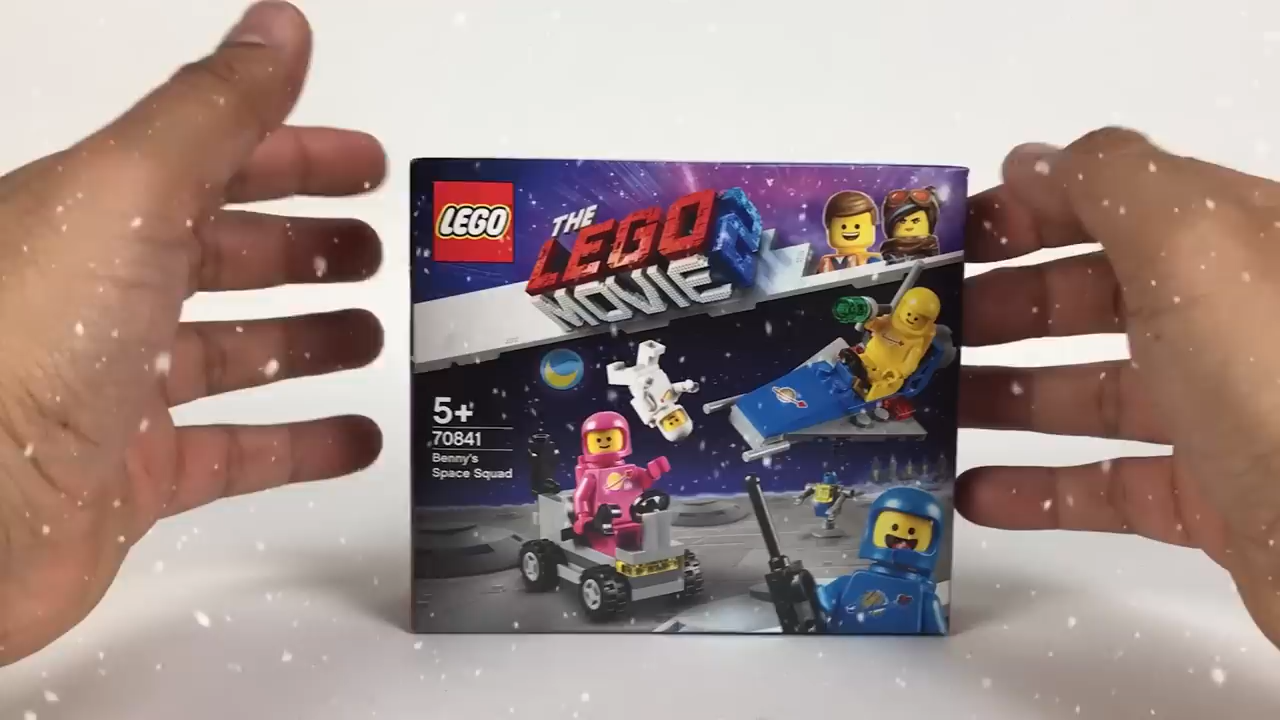 LEGO
THE
LEGO 2
MOVIE
5+
70841
Benny's
Space Squad